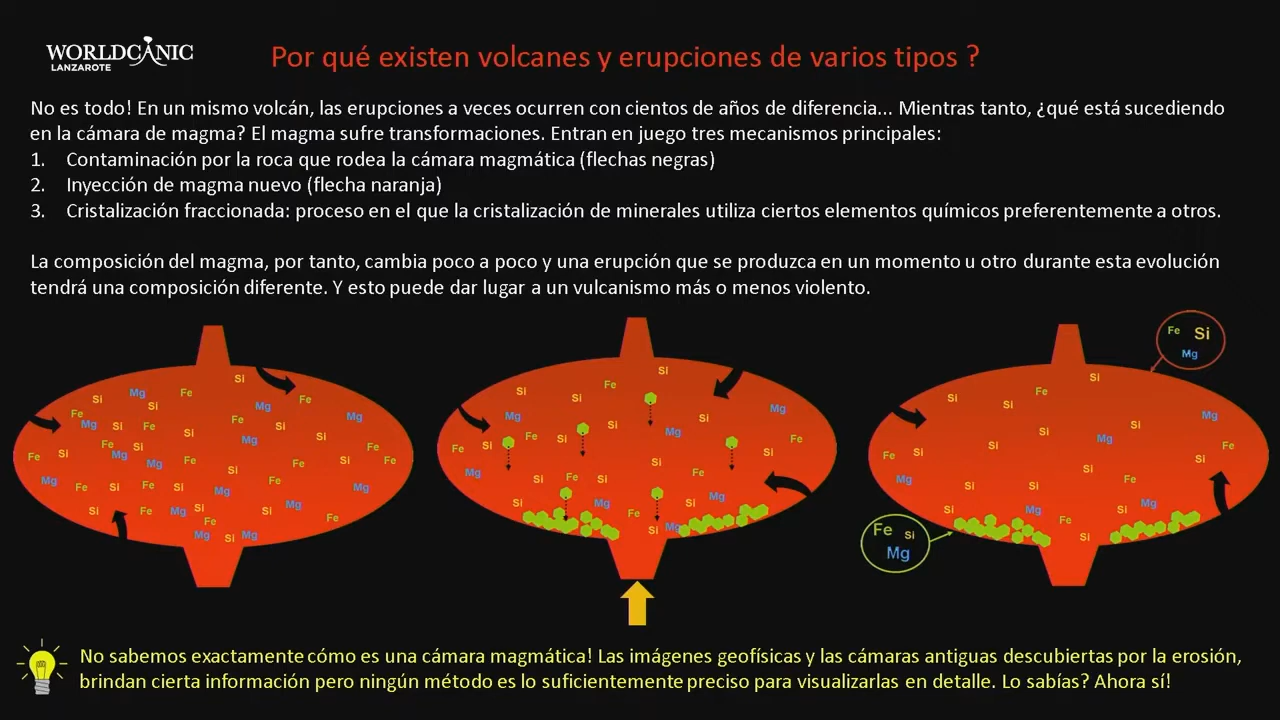 WORLDCANIC
LANZAROTE
Por qué existen volcanes y erupciones de varios tipos ?
No es todo! En un mismo volcán, las erupciones a veces ocurren con cientos de años de diferencia... Mientras tanto, ¿qué está sucediendo
en la cámara de magma? El magma sufre transformaciones. Entran en juego tres mecanismos principales:
1. Contaminación por la roca que rodea la cámara magmática (flechas negras)
2. Inyección de magma nuevo (flecha naranja)
3. Cristalización fraccionada: proceso en el que la cristalización de minerales utiliza ciertos elementos químicos preferentemente a otros.
La composición del magma, por tanto, cambia poco a poco y una erupción que se produzca en un momento u otro durante esta evolución
tendrá una composición diferente. Y esto puede dar lugar a un vulcanismo más o menos violento.
Fe Si
Mg
Fe Si
Mg
No sabemos exactamente cómo es una cámara magmática! Las imágenes geofísicas y las cámaras antiguas descubiertas por la erosión,
brindan cierta información pero ningún método es lo suficientemente preciso para visualizarlas en detalle. Lo sabías? Ahora sí!